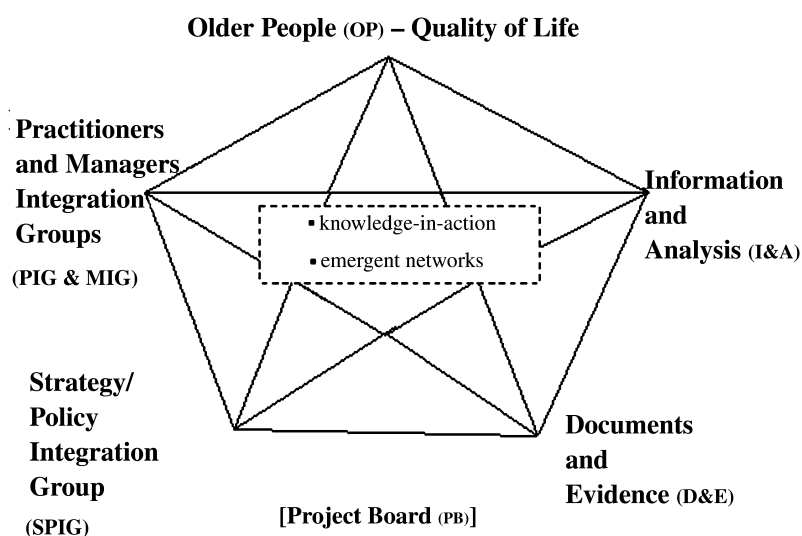 Older People (OP) – Quality of Life
Practitioners
and Managers
Integration
Groups
(PIG & MIG)
Information
and
Analysis (I&A)
▪ knowledge-in-action
▪ emergent networks
Strategy/
Policy
Integration
Group
(SPIG)
Documents
and
Evidence (D&E)
[Project Board (PB)]